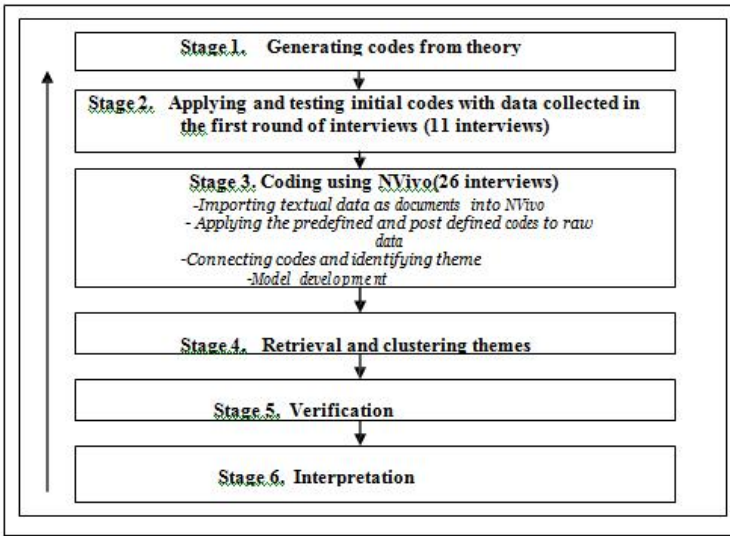 Stage 1. Generating codes from theory
Stage 2. Applying and testing initial codes with data collected in
the first round of interviews (11 interviews)
Stage 3. Coding using NVivo(26 interviews)
-Importing textual data as documents into NVivo
- Applying the predefined and post defined codes to raw
data
-Connecting codes and identifying theme
-Model development
Stage 4. Retrieval and clustering themes
Stage 5. Verification
Stage 6. Interpretation